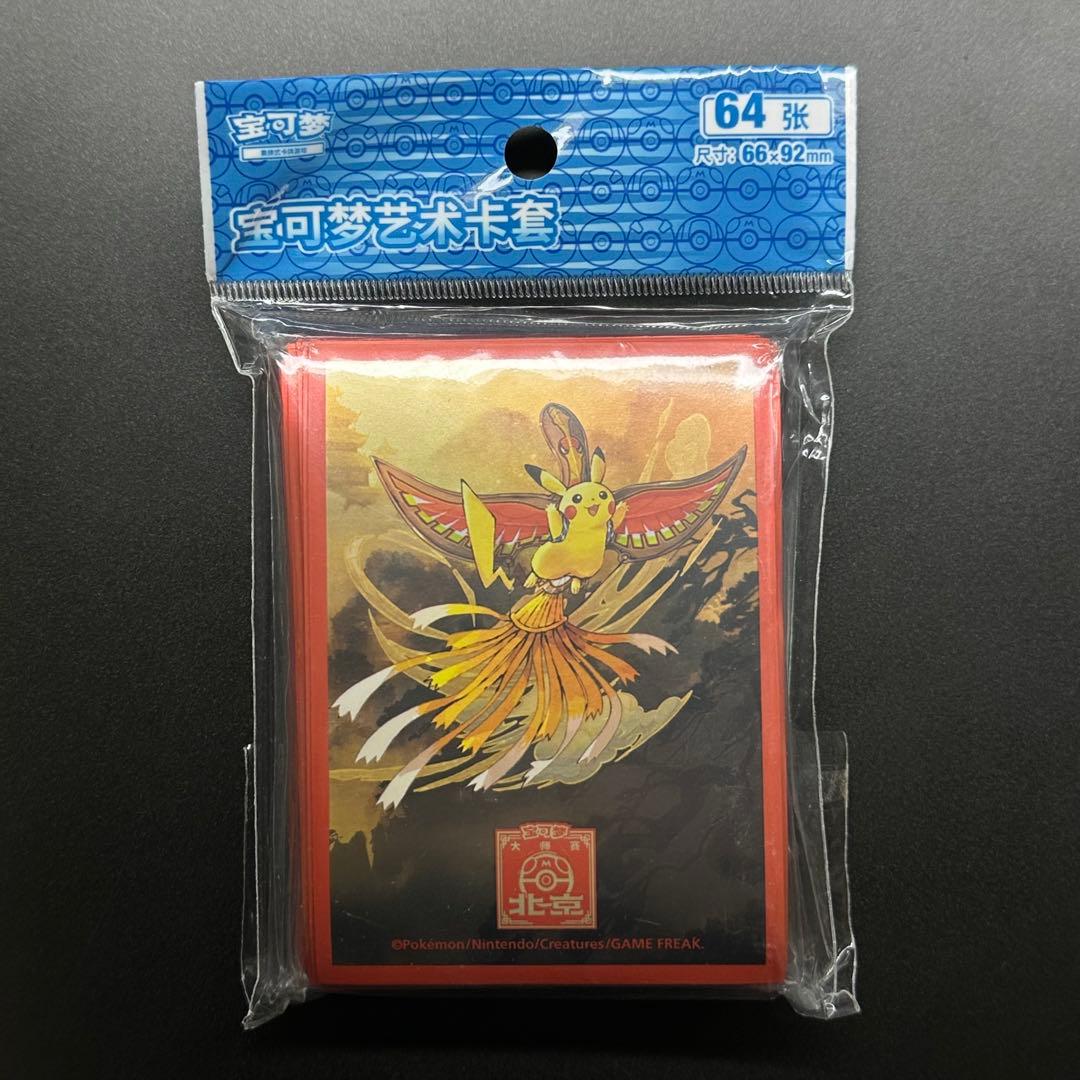 宝可梦
集换式卡牌游戏
64 张
尺寸: 66×92mm
宝可梦艺术卡套
宝可梦
大师赛
M
北京
©Pokémon/Nintendo/Creatures/GAME FREAK.